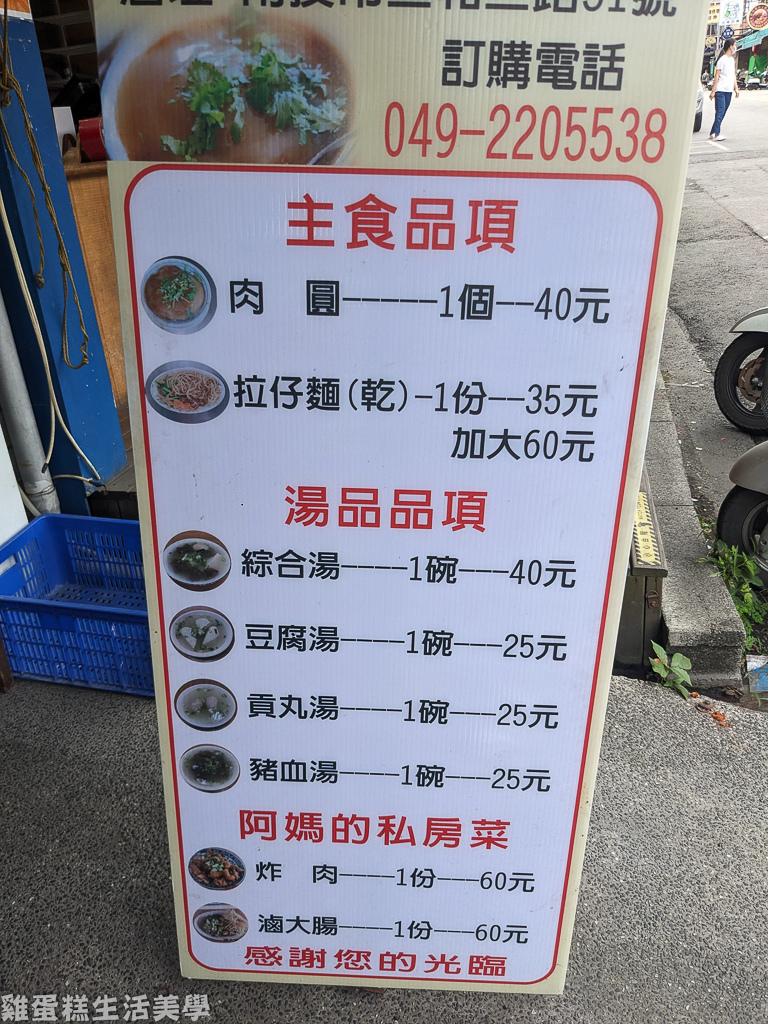 訂購電話
049-2205538
主食品項
肉 圓-----1個--40元
拉仔麵(乾)-1份--35元
加大60元
湯品品項
綜合湯----1碗---40元
豆腐湯----1碗---25元
貢丸湯----1碗---25元
豬血湯----1碗---25元
阿媽的私房菜
炸 肉----1份---60元
滷大腸----1份---60元
感謝您的光臨
雞蛋糕生活美學